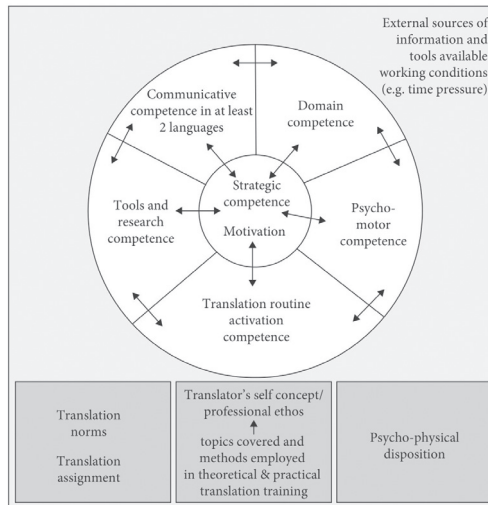 External sources of
information and
tools available
working conditions
(e.g. time pressure)
Communicative
competence in at least
2 languages
Domain
competence
Strategic
competence
Motivation
Tools and
research
competence
Psycho-
motor
competence
Translation routine
activation
competence
Translation
norms
Translation
assignment
Translator's self concept/
professional ethos
topics covered and
methods employed
in theoretical & practical
translation training
Psycho-physical
disposition